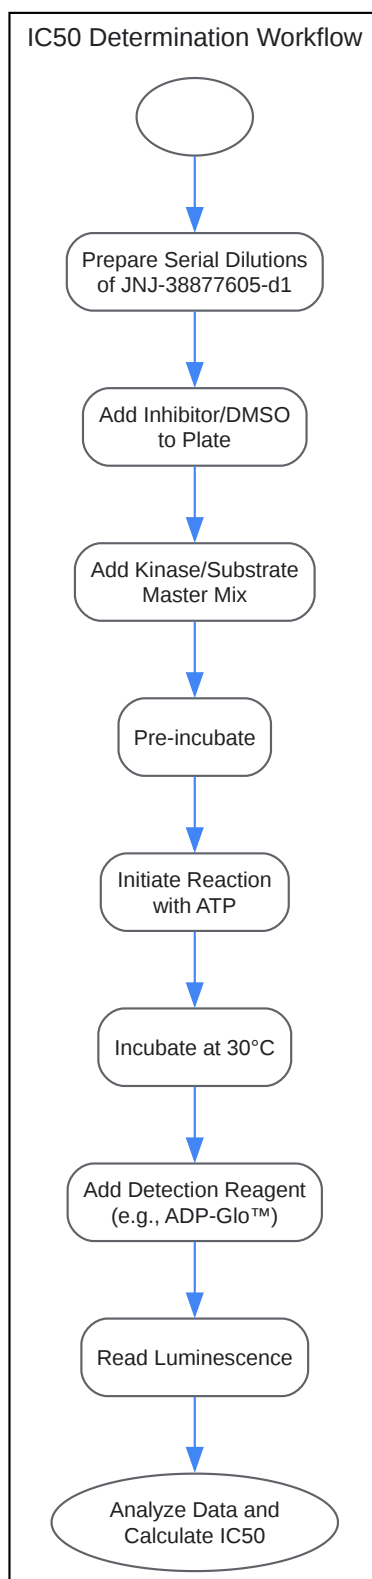 IC50 Determination Workflow
Prepare Serial Dilutions
of JNJ-38877605-d1
Add Inhibitor/DMSO
to Plate
Add Kinase/Substrate
Master Mix
Pre-incubate
Initiate Reaction
with ATP
Incubate at 30°C
Add Detection Reagent
(e.g., ADP-Glo™)
Read Luminescence
Analyze Data and
Calculate IC50